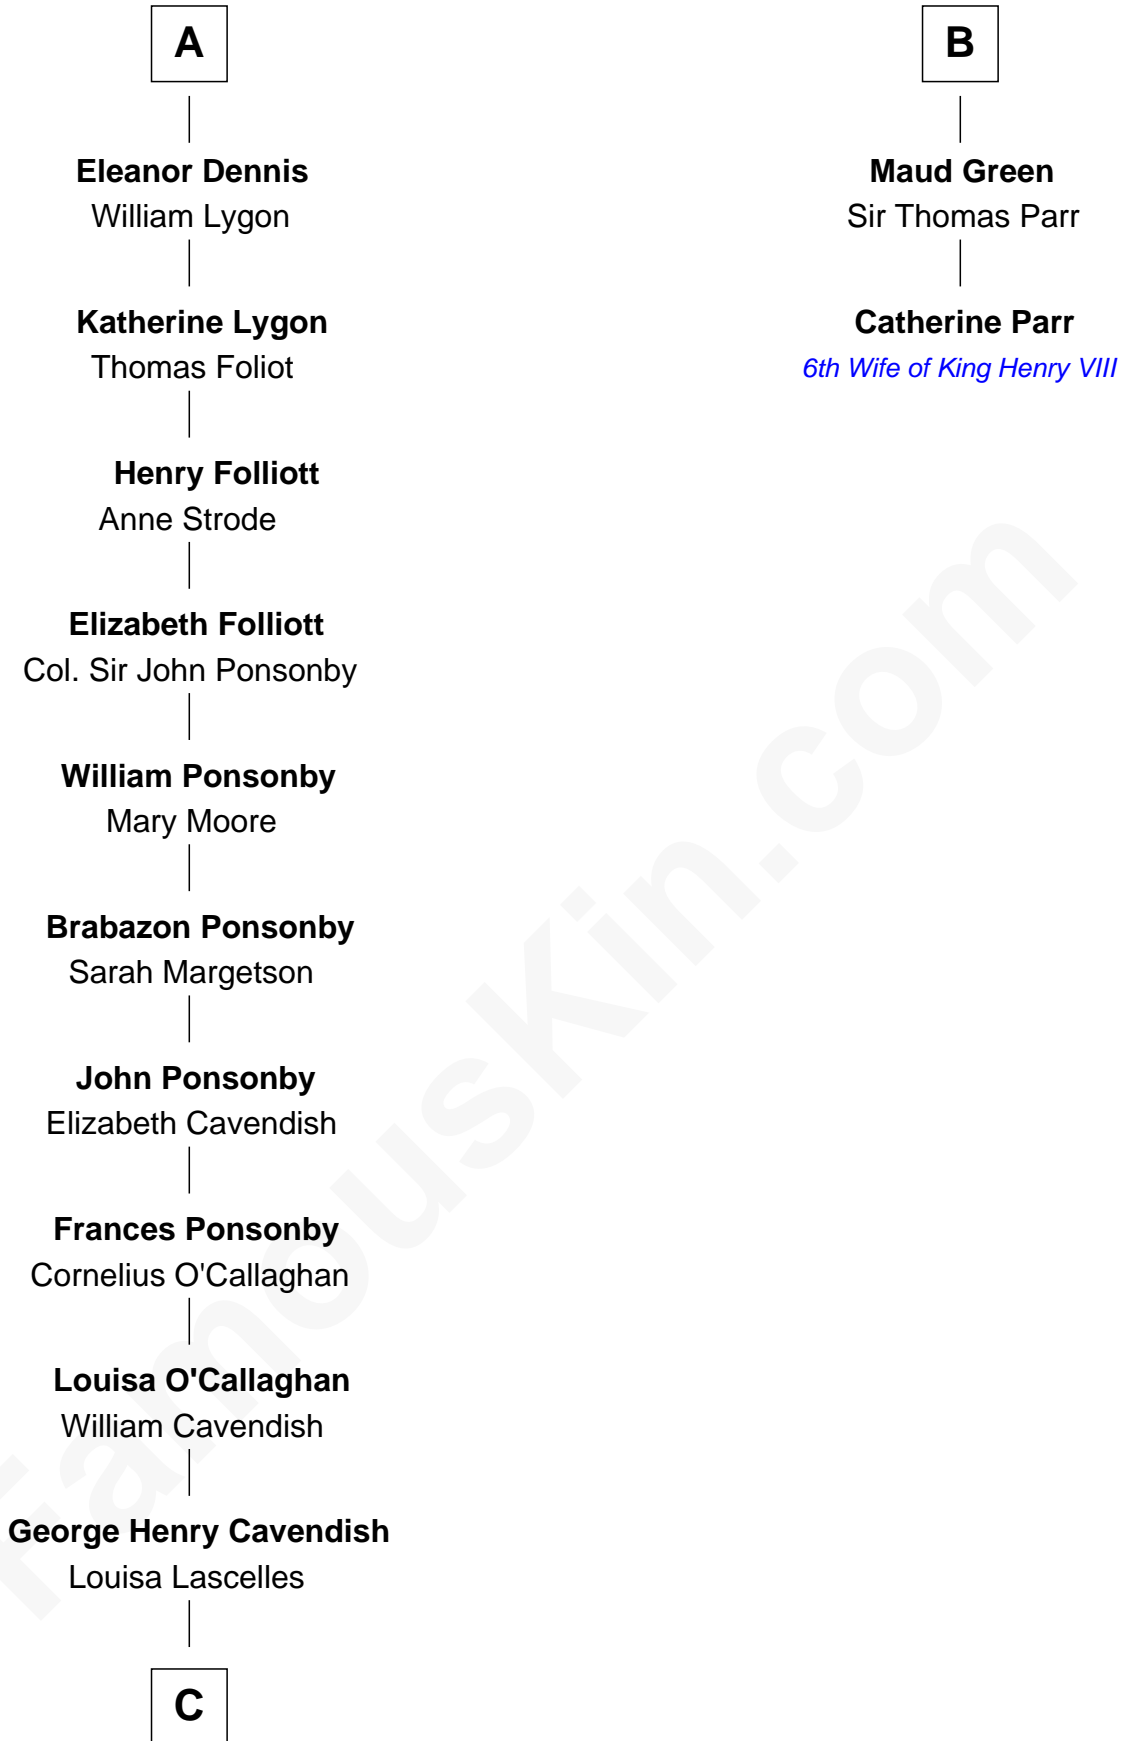 A
Eleanor Dennis
William Lygon
Katherine Lygon
Thomas Foliot
Henry Folliott
Anne Strode
Elizabeth Folliott
Col. Sir John Ponsonby
William Ponsonby
Mary Moore
Brabazon Ponsonby
Sarah Margetson
John Ponsonby
Elizabeth Cavendish
Frances Ponsonby
Cornelius O'Callaghan
Louisa O'Callaghan
William Cavendish
George Henry Cavendish
Louisa Lascelles
C
B
Maud Green
Sir Thomas Parr
Catherine Parr
6th Wife of King Henry VIII
FamousKin.com